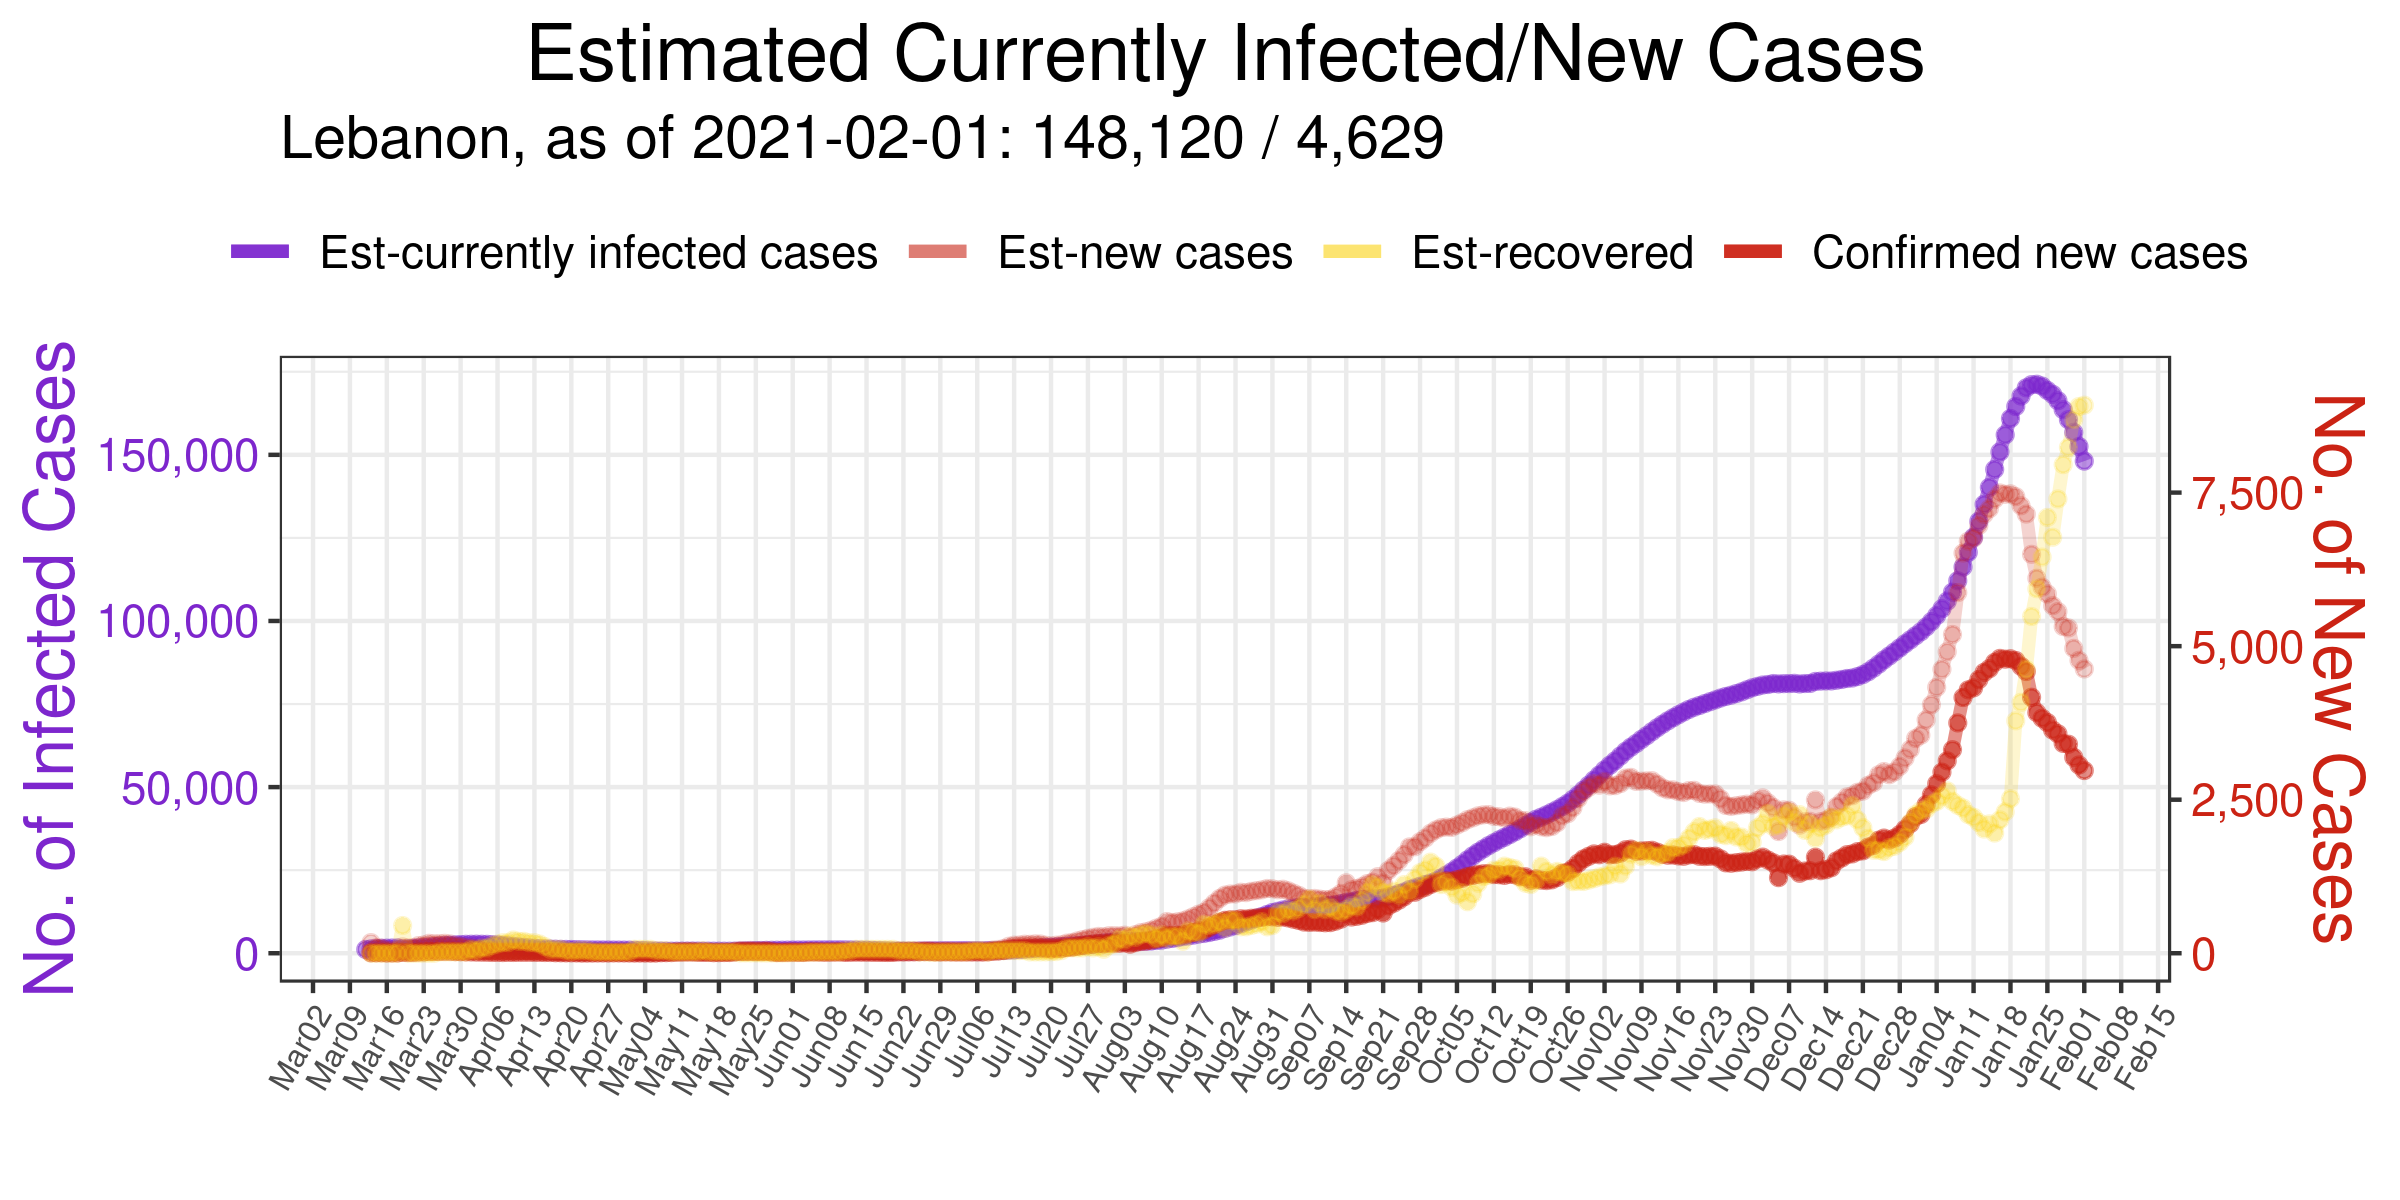 Estimated Currently Infected/New Cases
Lebanon, as of 2021-02-01: 148,120 / 4,629
Est-currently infected cases Est-new cases Est-recovered Confirmed new cases
No. of Infected Cases
150,000
100,000
50,000
0
7,500
5,000
2,500
0
No. of New Cases
Mar02 Mar09 Mar16 Mar23 Mar30 Apr06 Apr13 Apr20 Apr27 May04 May11 May18 May25 Jun01 Jun08 Jun15 Jun22 Jun29 Jul06 Jul13 Jul20 Jul27 Aug03 Aug10 Aug17 Aug24 Aug31 Sep07 Sep14 Sep21 Sep28 Oct05 Oct12 Oct19 Oct26 Nov02 Nov09 Nov16 Nov23 Nov30 Dec07 Dec14 Dec21 Dec28 Jan04 Jan11 Jan18 Jan25 Feb01 Feb08 Feb15